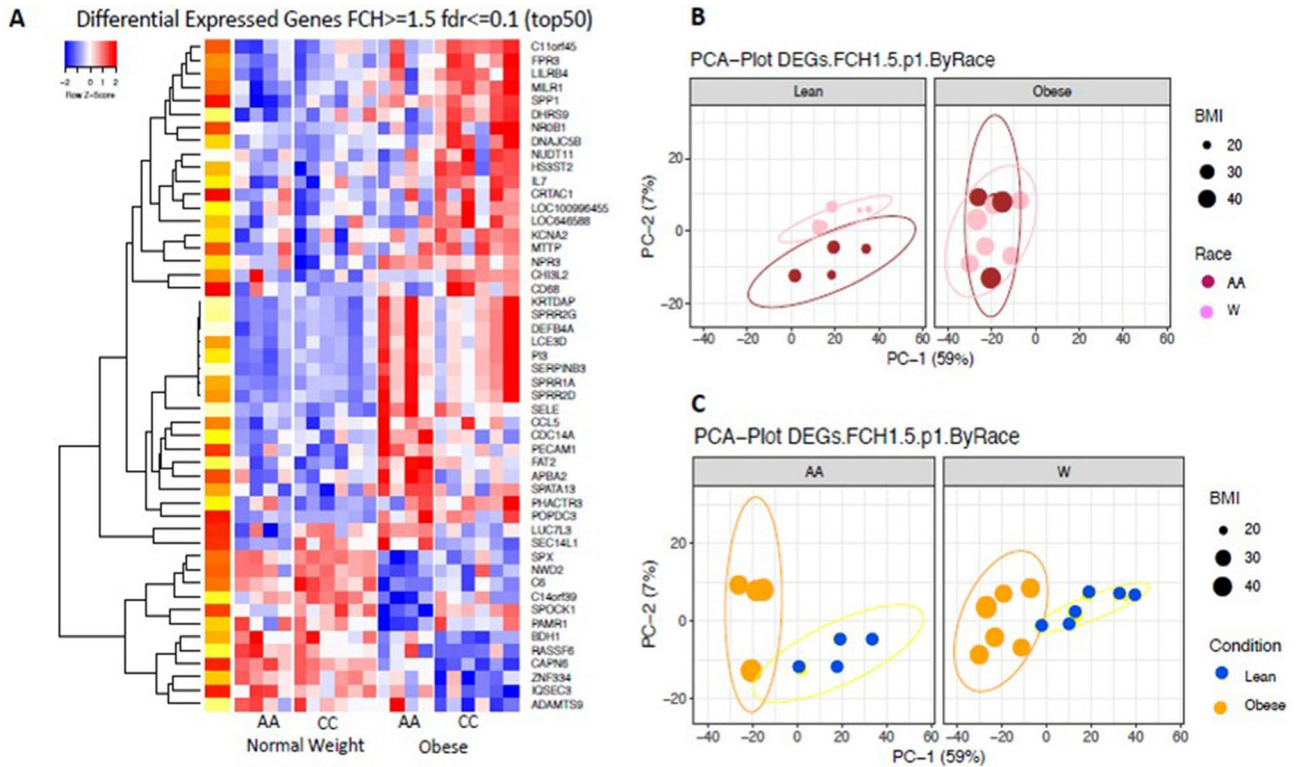 A
Differential Expressed Genes FCH>=1.5 fdr<=0.1 (top50)
-2 0 1 2
Row Z-Score
C11orf45
FPR3
LILRB4
MILR1
SPP1
DHRS9
NR0B1
DNAJC5B
NUDT11
HS3ST2
IL7
CRTAC1
LOC100996455
LOC646588
KCNA2
MTTP
NPR3
CHI3L2
CD68
KRTDAP
SPRR2G
DEFB4A
LCE3D
PI3
SERPINB3
SPRR1A
SPRR2D
SELE
CCL5
CDC14A
PECAM1
FAT2
APBA2
SPATA13
PHACTR3
POPDC3
LUC7L3
SEC14L1
SPX
NWD2
C6
C14orf39
SPOCK1
PAMR1
BDH1
RASSF6
CAPN6
ZNF334
IQSEC3
ADAMTS9
AA CC AA CC
Normal Weight Obese
B
PCA-Plot DEGs.FCH1.5.p1.ByRace
Lean Obese
20
0
-20
PC-2 (7%)
-40 -20 0 20 40 60 -40 -20 0 20 40 60
PC-1 (59%)
BMI
20
30
40
Race
AA
W
C
PCA-Plot DEGs.FCH1.5.p1.ByRace
AA W
20
0
-20
PC-2 (7%)
-40 -20 0 20 40 60 -40 -20 0 20 40 60
PC-1 (59%)
BMI
20
30
40
Condition
Lean
Obese